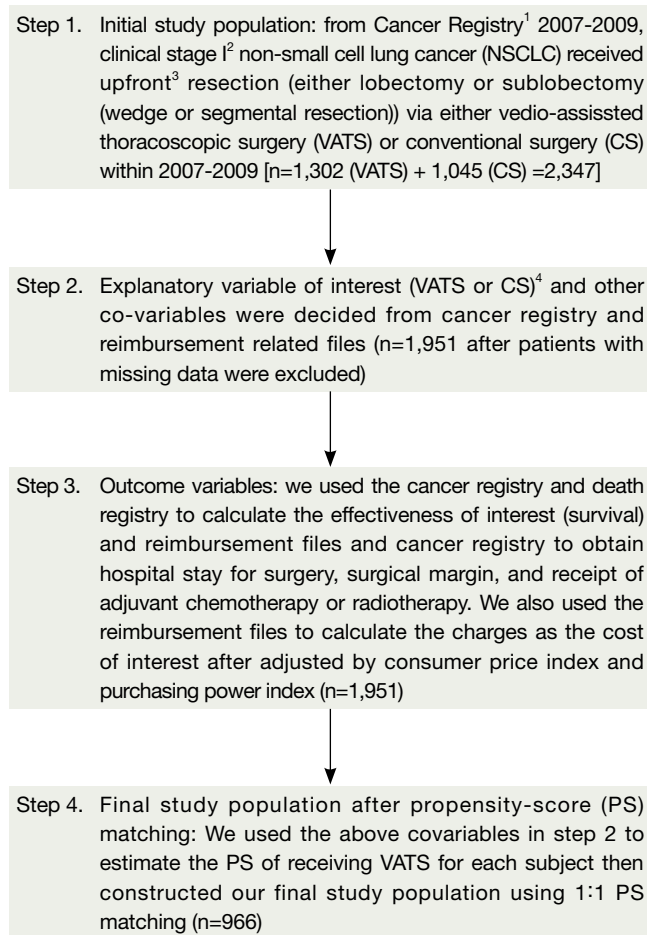 Step 1. Initial study population: from Cancer Registry¹ 2007-2009,
clinical stage I² non-small cell lung cancer (NSCLC) received
upfront³ resection (either lobectomy or sublobectomy
(wedge or segmental resection)) via either vedio-assissted
thoracoscopic surgery (VATS) or conventional surgery (CS)
within 2007-2009 [n=1,302 (VATS) + 1,045 (CS) =2,347]
Step 2. Explanatory variable of interest (VATS or CS)⁴ and other
co-variables were decided from cancer registry and
reimbursement related files (n=1,951 after patients with
missing data were excluded)
Step 3. Outcome variables: we used the cancer registry and death
registry to calculate the effectiveness of interest (survival)
and reimbursement files and cancer registry to obtain
hospital stay for surgery, surgical margin, and receipt of
adjuvant chemotherapy or radiotherapy. We also used the
reimbursement files to calculate the charges as the cost
of interest after adjusted by consumer price index and
purchasing power index (n=1,951)
Step 4. Final study population after propensity-score (PS)
matching: We used the above covariables in step 2 to
estimate the PS of receiving VATS for each subject then
constructed our final study population using 1:1 PS
matching (n=966)